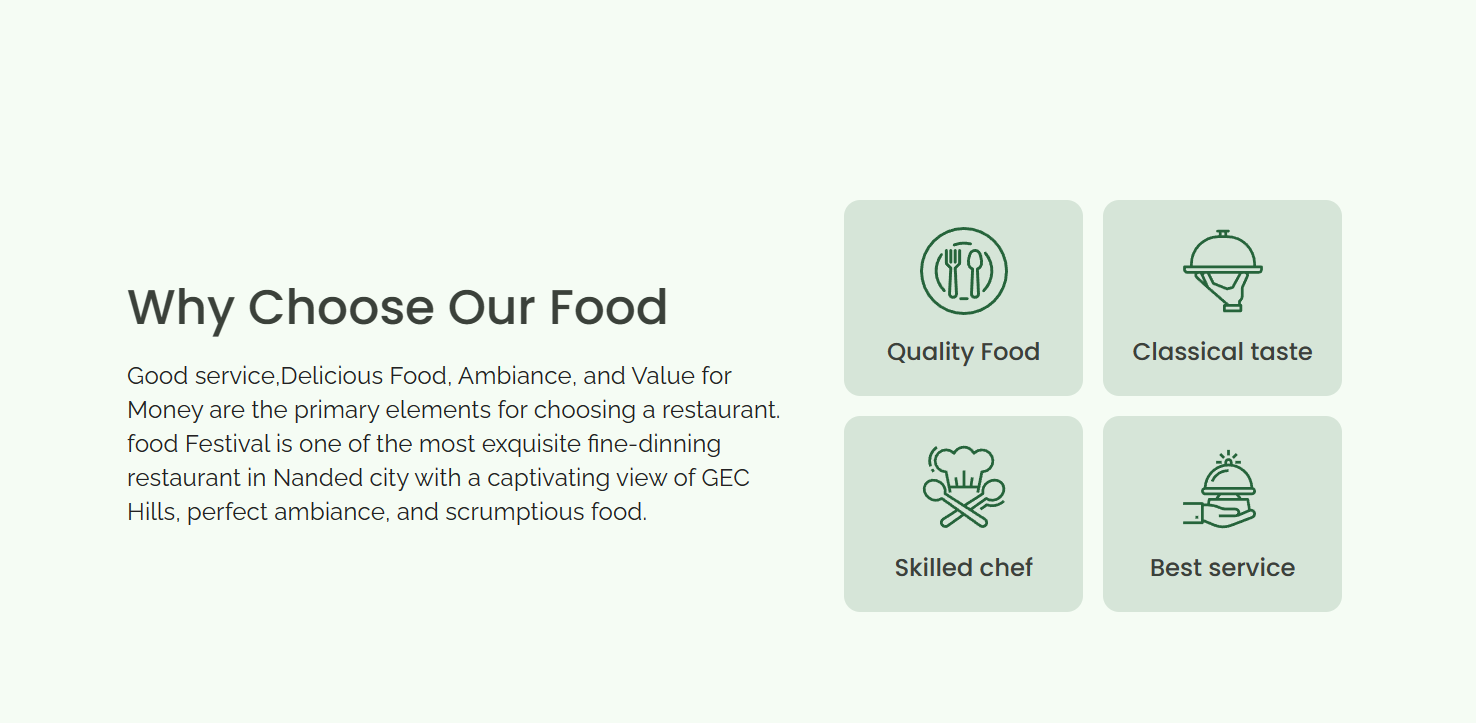 Why Choose Our Food
Good service,Delicious Food, Ambiance, and Value for
Money are the primary elements for choosing a restaurant.
food Festival is one of the most exquisite fine-dinning
restaurant in Nanded city with a captivating view of GEC
Hills, perfect ambiance, and scrumptious food.
Quality Food
Classical taste
Skilled chef
Best service